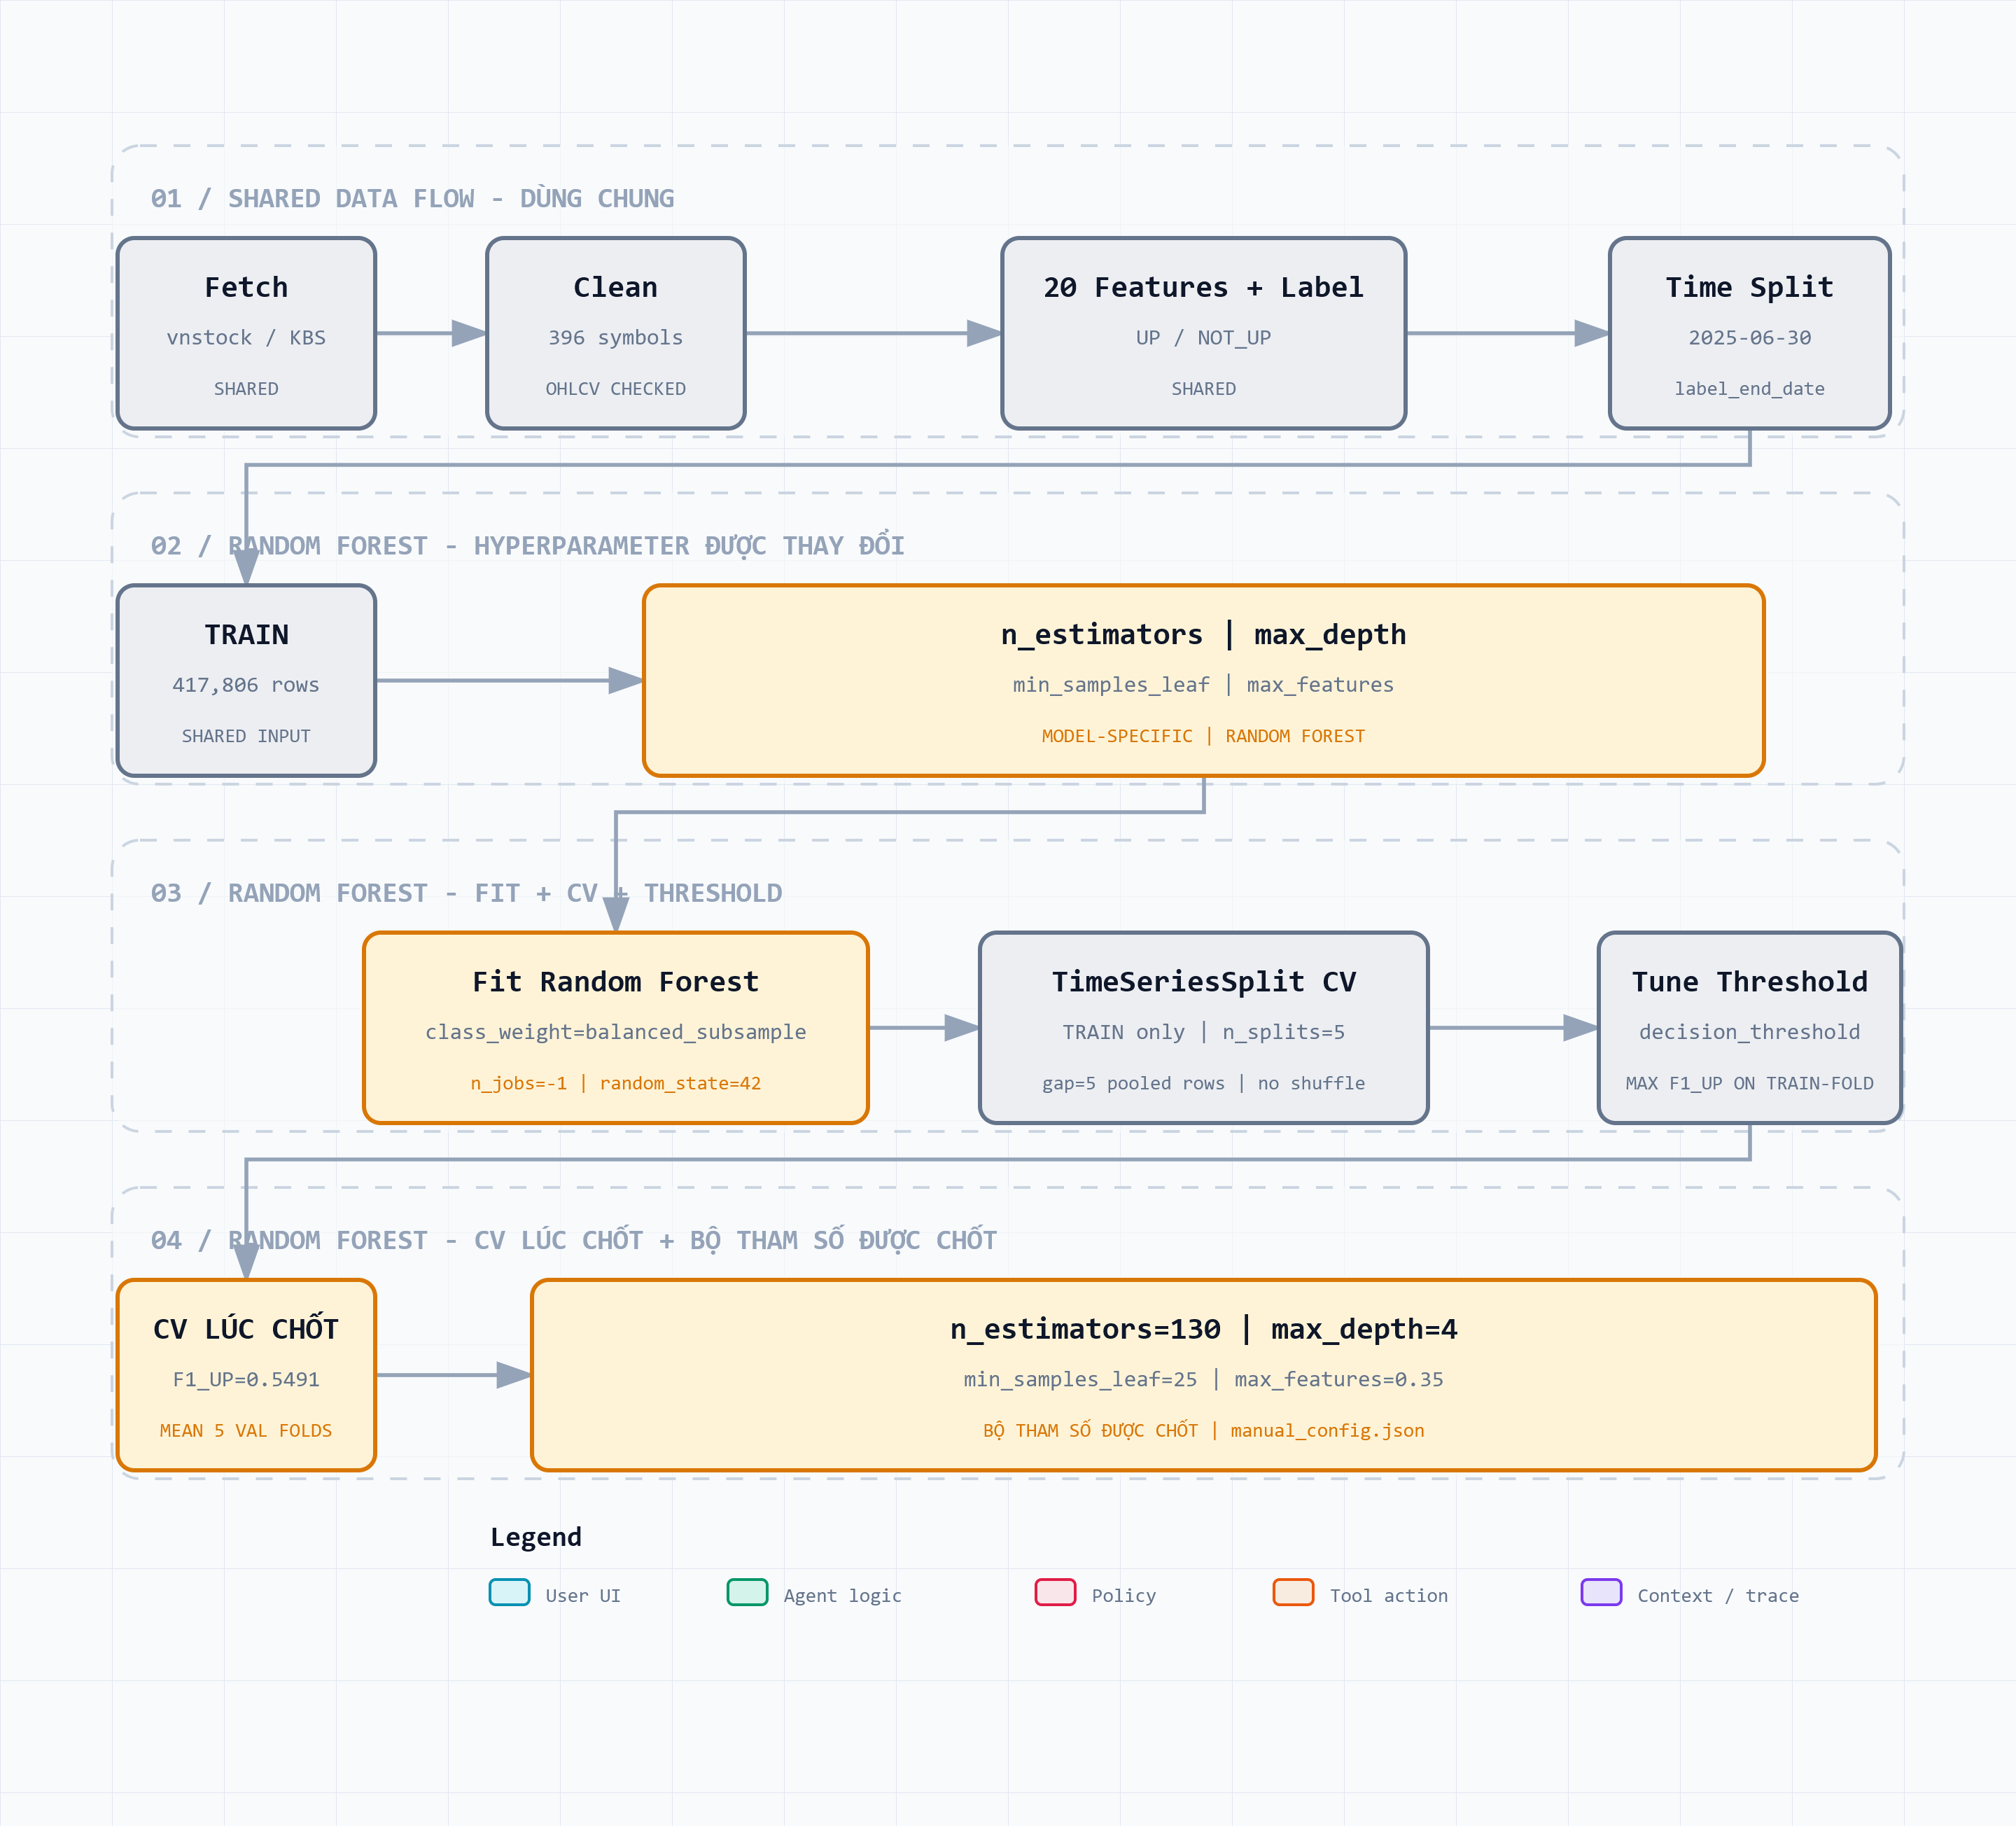 01 / SHARED DATA FLOW - DÙNG CHUNG
Fetch
vnstock / KBS
SHARED
Clean
396 symbols
OHLCV CHECKED
20 Features + Label
UP / NOT_UP
SHARED
Time Split
2025-06-30
label_end_date
02 / RANDOM FOREST - HYPERPARAMETER ĐƯỢC THAY ĐỔI
TRAIN
417,806 rows
SHARED INPUT
n_estimators | max_depth
min_samples_leaf | max_features
MODEL-SPECIFIC | RANDOM FOREST
03 / RANDOM FOREST - FIT + CV + THRESHOLD
Fit Random Forest
class_weight=balanced_subsample
n_jobs=-1 | random_state=42
TimeSeriesSplit CV
TRAIN only | n_splits=5
gap=5 pooled rows | no shuffle
Tune Threshold
decision_threshold
MAX F1_UP ON TRAIN-FOLD
04 / RANDOM FOREST - CV LÚC CHỐT + BỘ THAM SỐ ĐƯỢC CHỐT
CV LÚC CHỐT
F1_UP=0.5491
MEAN 5 VAL FOLDS
n_estimators=130 | max_depth=4
min_samples_leaf=25 | max_features=0.35
BỘ THAM SỐ ĐƯỢC CHỐT | manual_config.json
Legend
User UI
Agent logic
Policy
Tool action
Context / trace